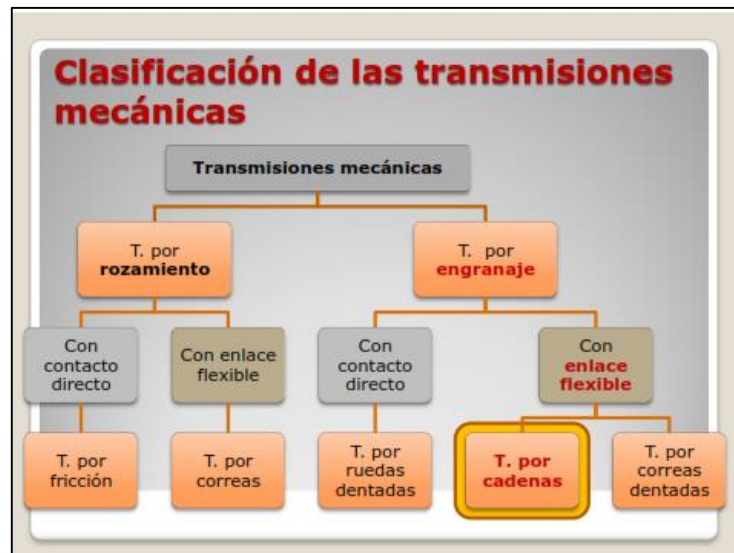 Clasificación de las transmisiones
mecánicas
Transmisiones mecánicas
T. por
rozamiento
T. por
engranaje
Con
contacto
directo
Con enlace
flexible
Con
contacto
directo
Con
enlace
flexible
T. por
fricción
T. por
correas
T. por
ruedas
dentadas
T. por
cadenas
T. por
correas
dentadas